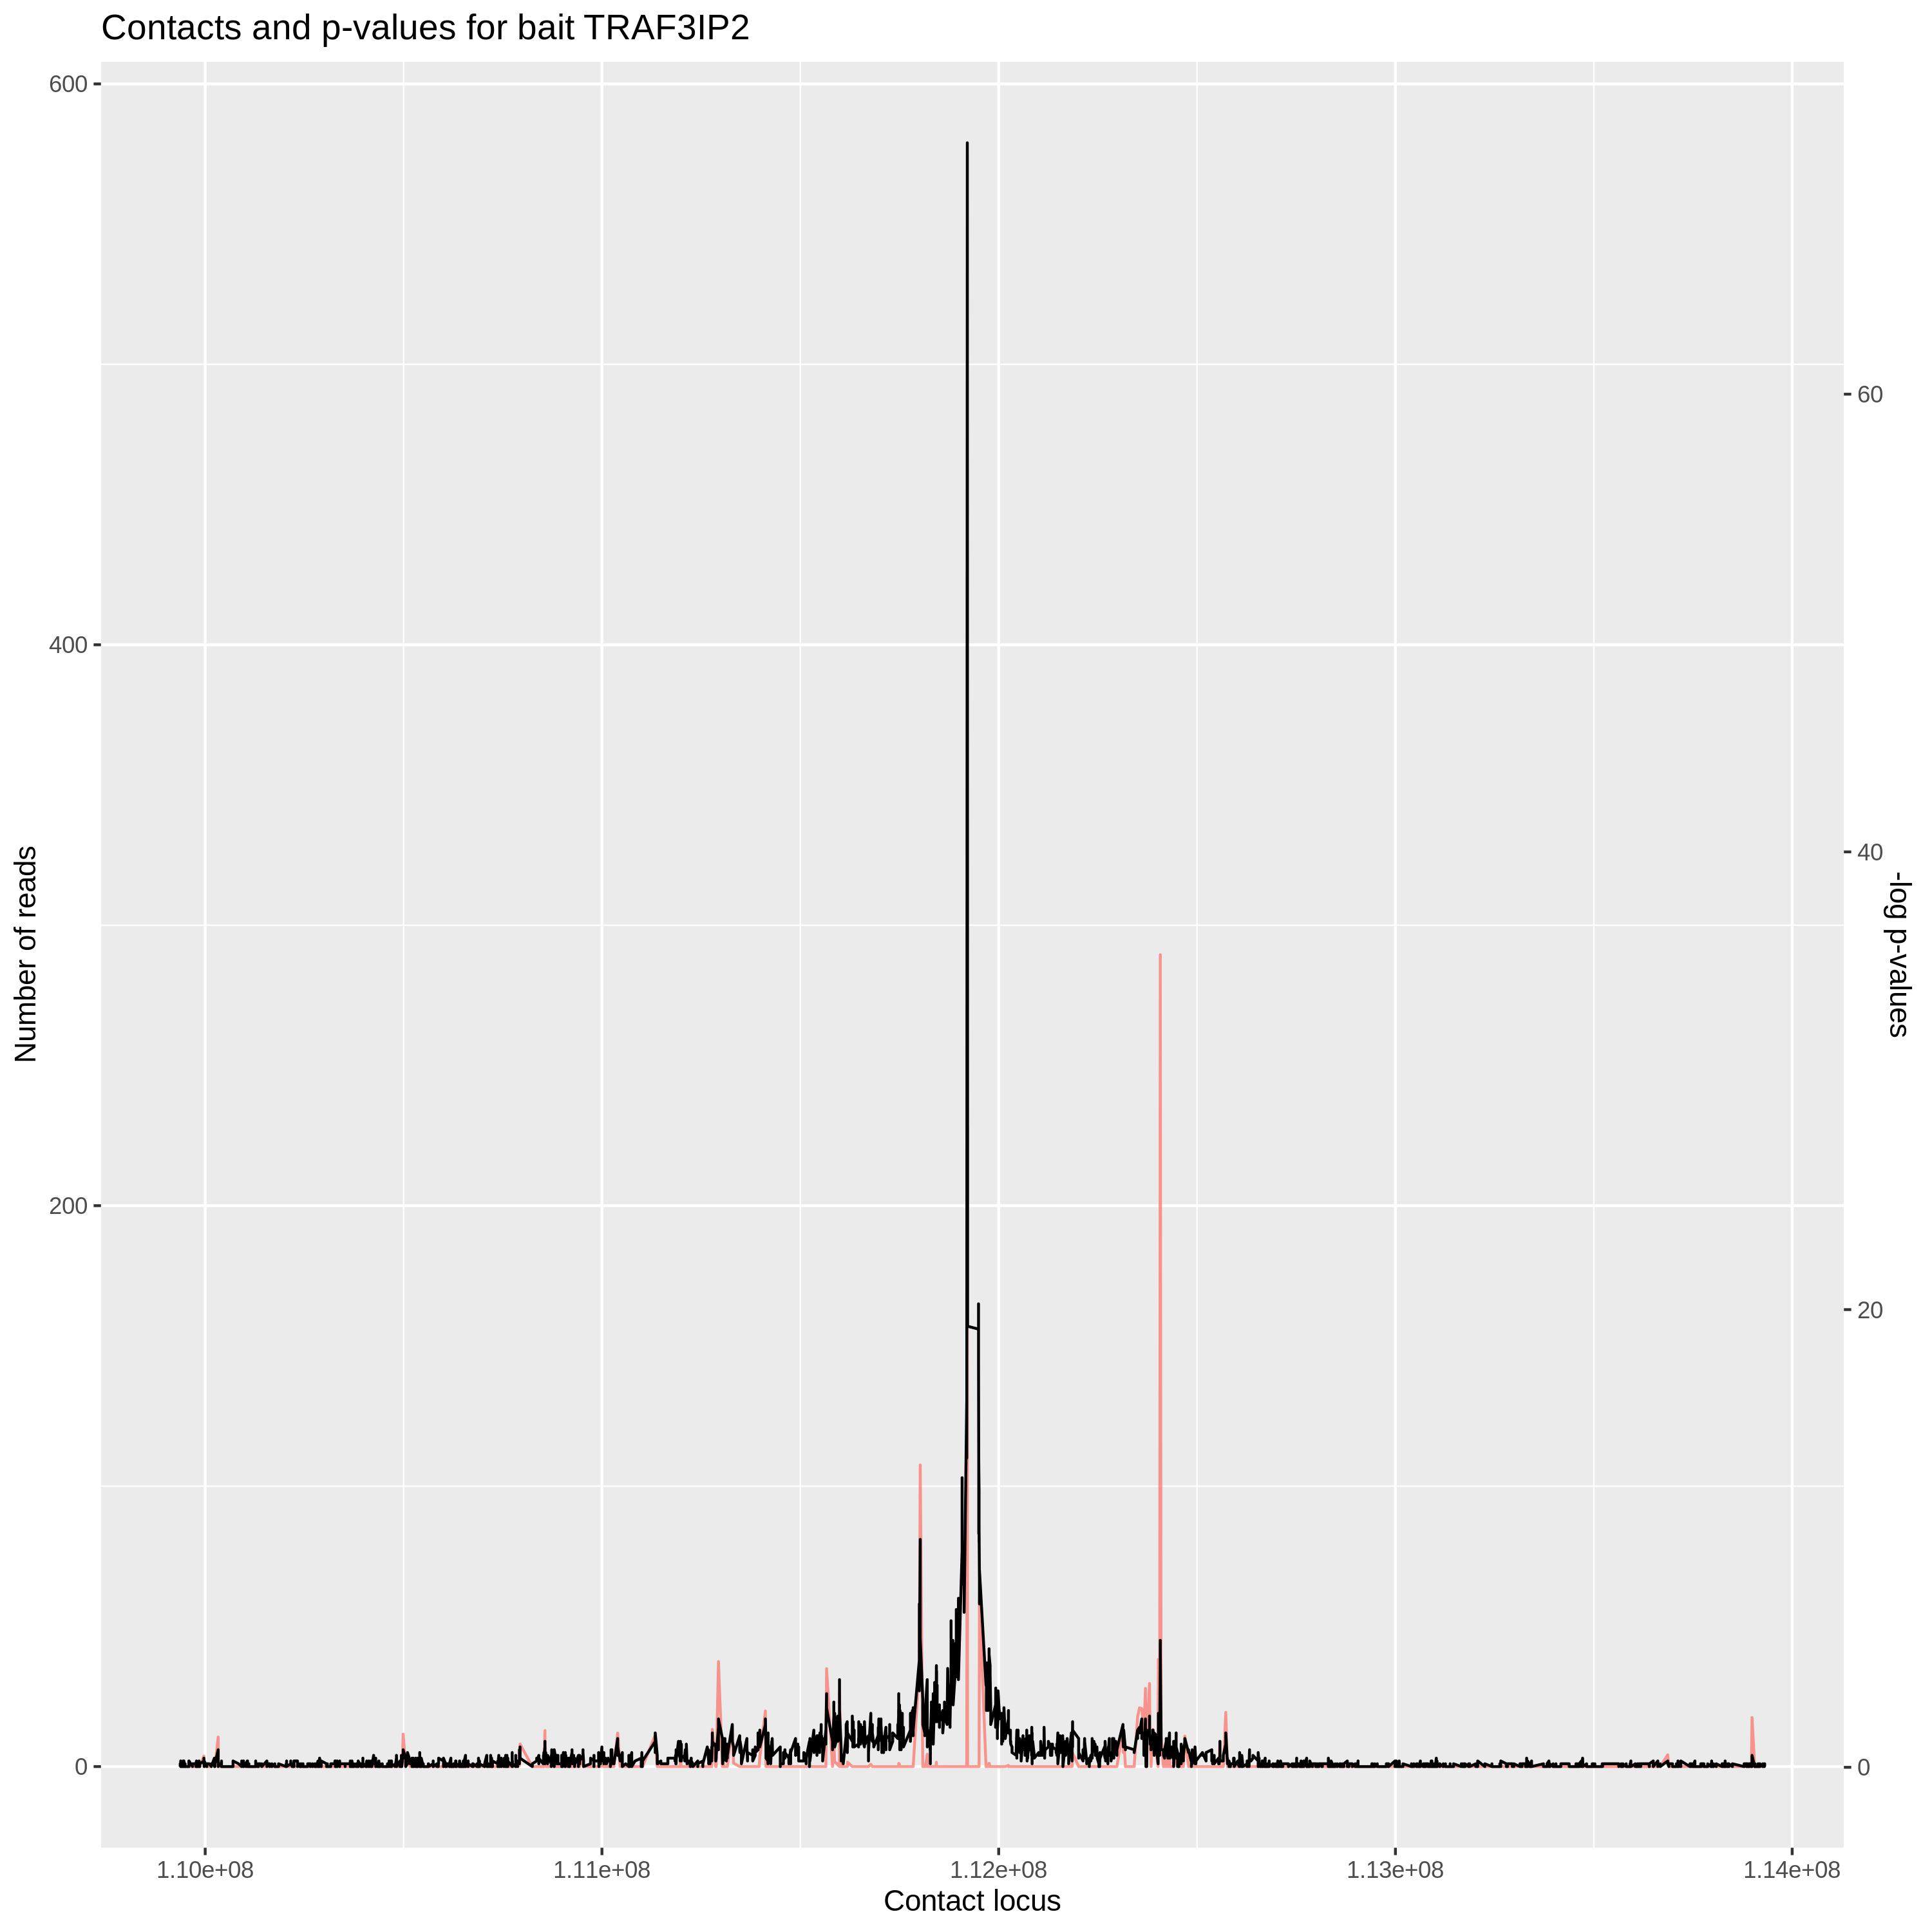 Contacts and p-values for bait TRAF3IP2
600
400
200
0
Number of reads
60
40
20
0
-log p-values
1.10e+08
1.11e+08
1.12e+08
1.13e+08
1.14e+08
Contact locus